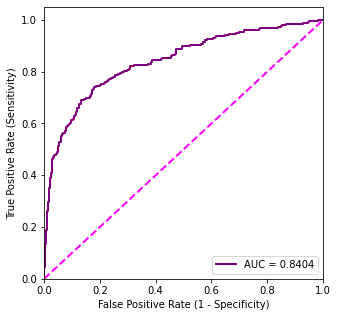 True Positive Rate (Sensitivity)
1.0
0.8
0.6
0.4
0.2
0.0
AUC = 0.8404
0.0 0.2 0.4 0.6 0.8 1.0
False Positive Rate (1 - Specificity)